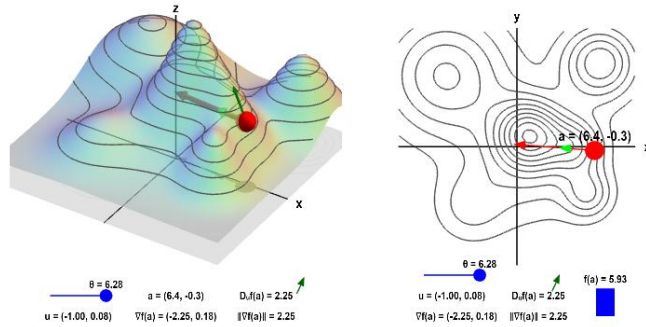 z
x
θ = 6.28
a = (6.4, -0.3)
D_uf(a) = 2.25
u = (-1.00, 0.08)
∇f(a) = (-2.25, 0.18)
‖∇f(a)‖ = 2.25
y
a = (6.4, -0.3)
x
θ = 6.28
f(a) = 5.93
u = (-1.00, 0.08)
D_uf(a) = 2.25
∇f(a) = (-2.25, 0.18)
‖∇f(a)‖ = 2.25